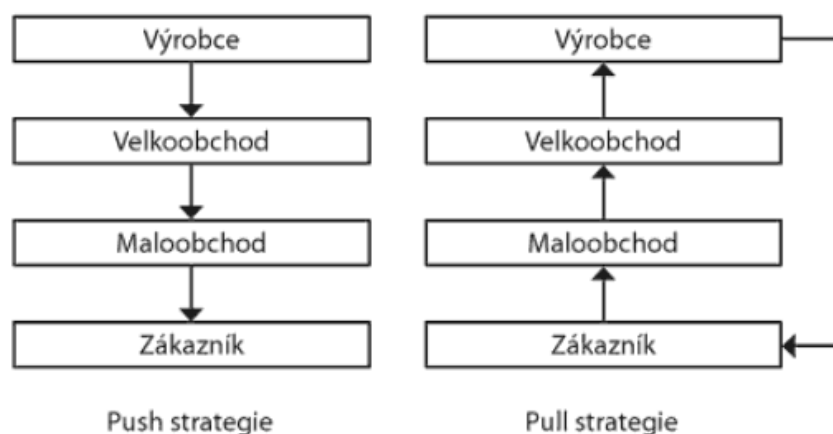 Výrobce
Velkoobchod
Maloobchod
Zákazník
Push strategie
Výrobce
Velkoobchod
Maloobchod
Zákazník
Pull strategie